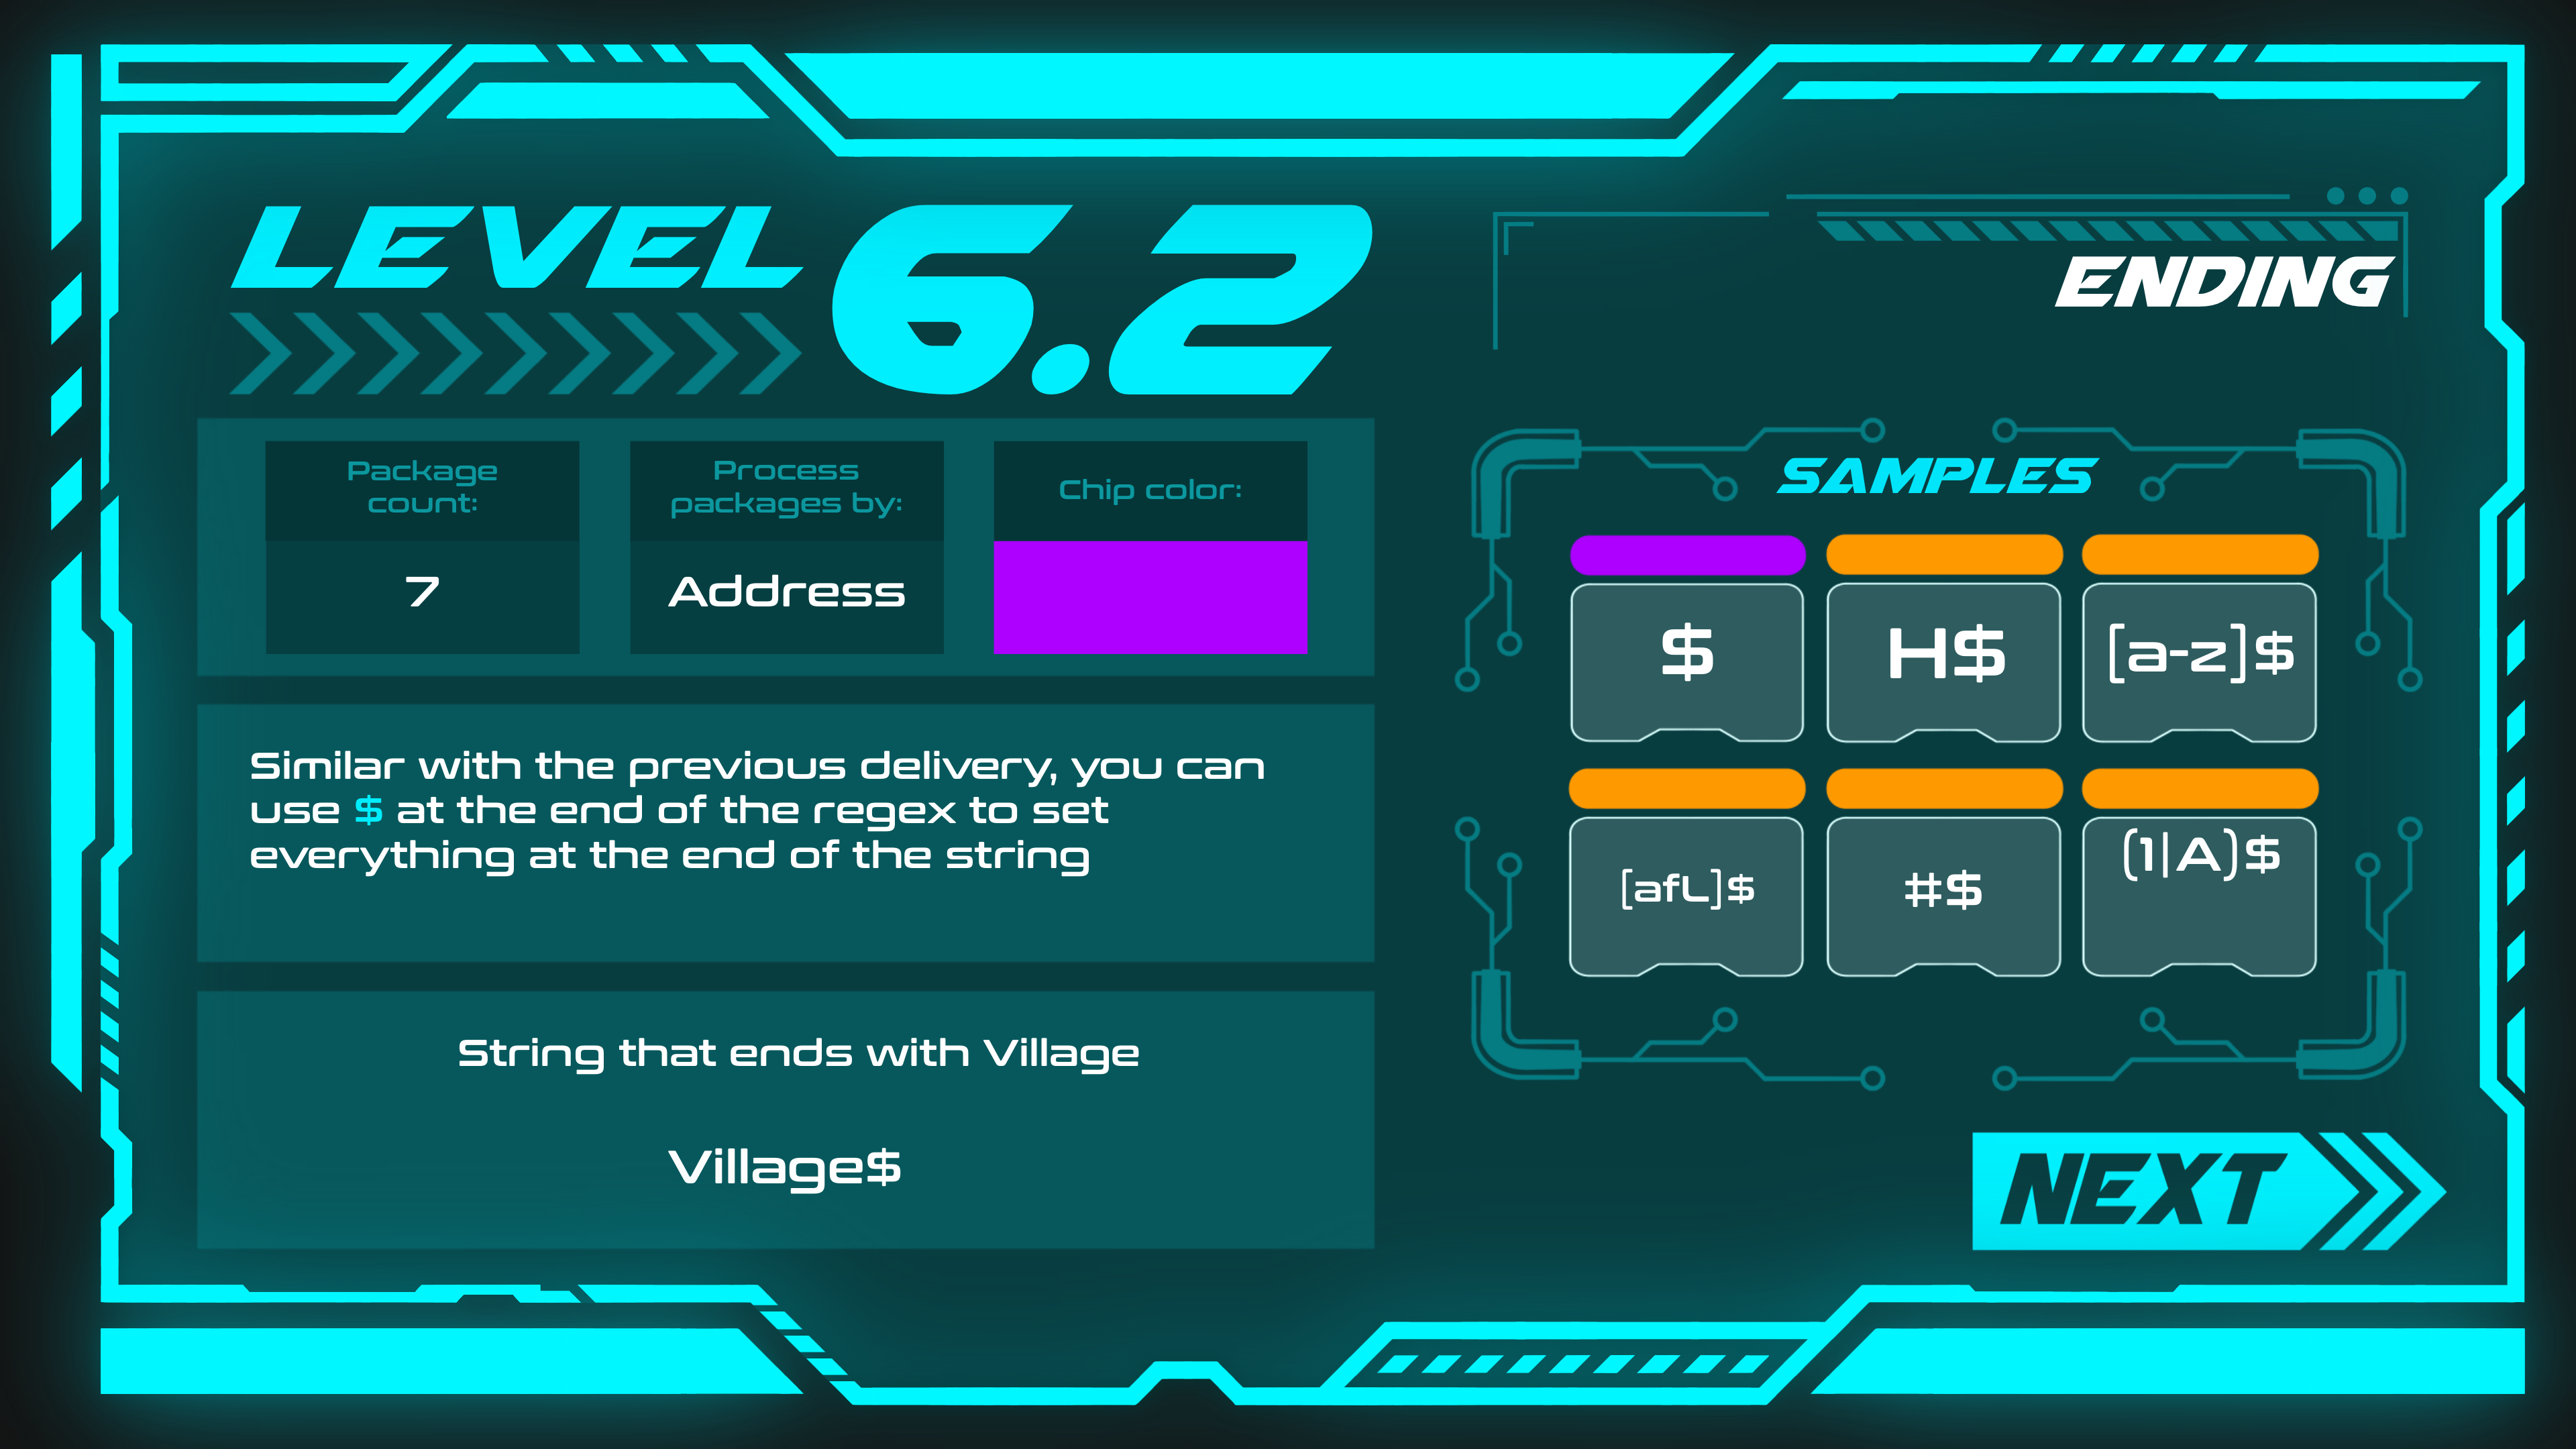 LEVEL 6.2
ENDING
Package
count:
7
Process
packages by:
Address
Chip color:
Similar with the previous delivery, you can
use $ at the end of the regex to set
everything at the end of the string
String that ends with Village
Village$
SAMPLES
$
H$
[a-z]$
[afL]$
#$
(1|A)$
NEXT